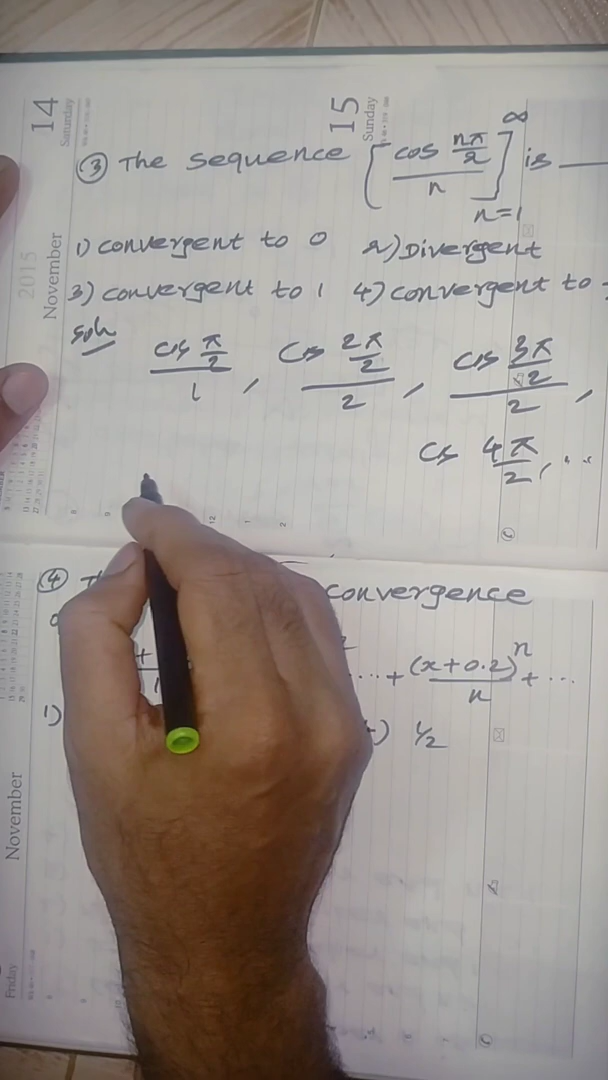 14
Saturday
15
Sunday
2015
November
③ The sequence [cos nπ/2 / n]∞ n=1 is
1) convergent to 0 2) Divergent
3) convergent to 1 4) convergent to
Soln
cos π/2 / 1, cos 2π/2 / 2, cos 3π/2 / 2,
cos 4π/2, ...
④ convergence
.... + (x+0.2)^n / n + ...
1) 1/2
November
Friday